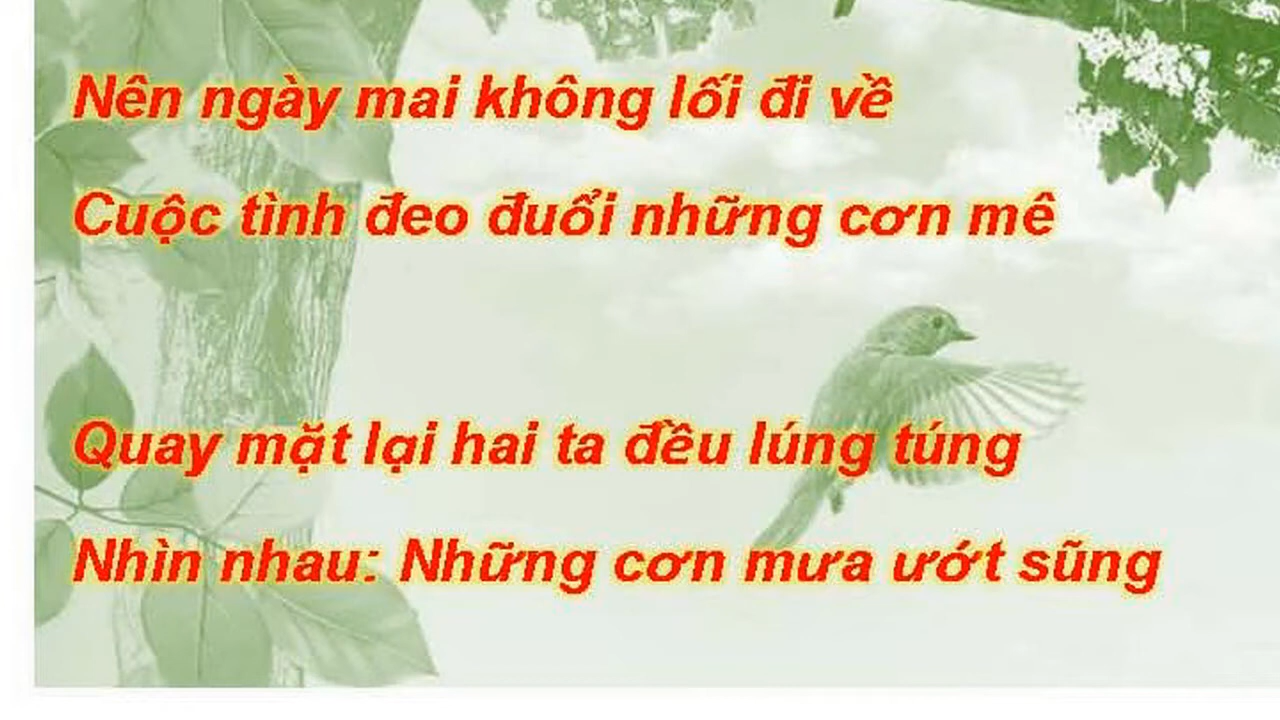 Nên ngày mai không lối đi về
Cuộc tình đeo đuổi những cơn mê
Quay mặt lại hai ta đều lúng túng
Nhìn nhau: Những cơn mưa ướt sũng